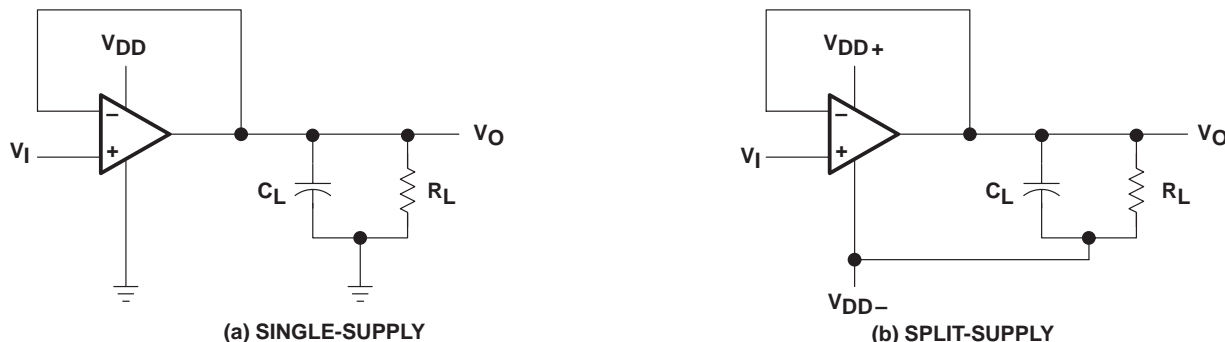 VDD
−
VI
+
VO
CL
RL
(a) SINGLE-SUPPLY
VDD+
−
VI
+
VO
CL
RL
VDD−
(b) SPLIT-SUPPLY